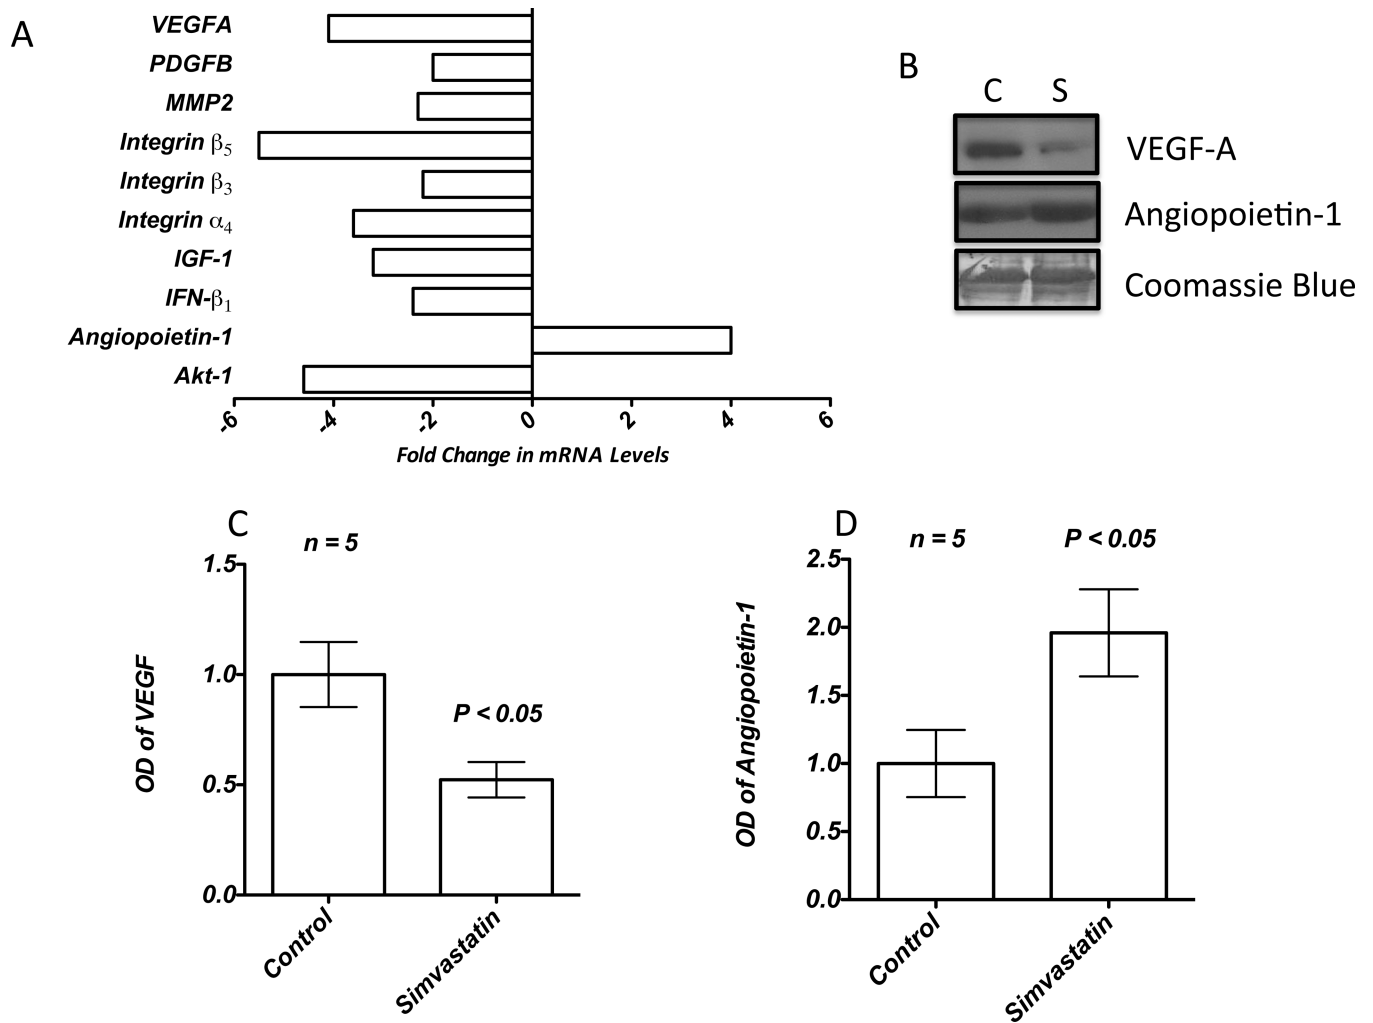 A
VEGFA
PDGFB
MMP2
Integrin β5
Integrin β3
Integrin α4
IGF-1
IFN-β1
Angiopoietin-1
Akt-1
-6 -4 -2 0 2 4 6
Fold Change in mRNA Levels
B
C S
VEGF-A
Angiopoietin-1
Coomassie Blue
C
n = 5
1.5
1.0
0.5
0.0
P < 0.05
OD of VEGF
Control Simvastatin
D
n = 5 P < 0.05
2.5
2.0
1.5
1.0
0.5
0.0
OD of Angiopoietin-1
Control Simvastatin